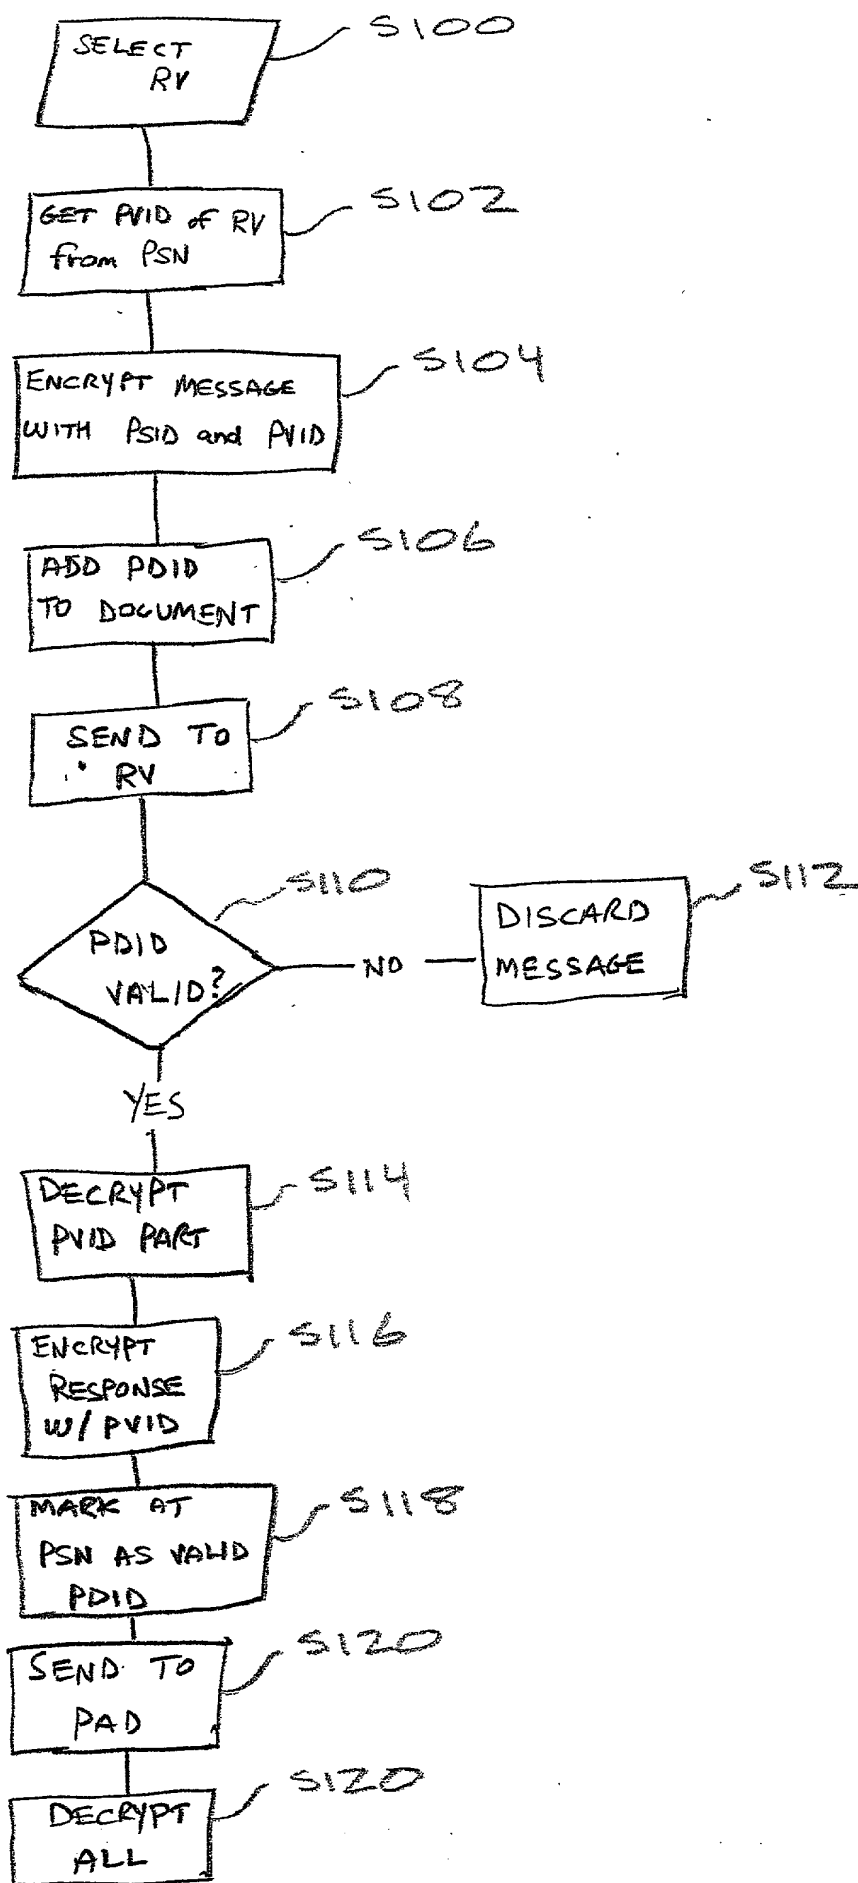 S100
SELECT
RV
S102
GET PVID of RV
from PSN
S104
ENCRYPT MESSAGE
WITH PSID and PVID
S106
ADD PDID
TO DOCUMENT
S108
SEND TO
RV
S110
PDID
VALID?
NO
S112
DISCARD
MESSAGE
YES
S114
DECRYPT
PVID PART
S116
ENCRYPT
RESPONSE
W/ PVID
S118
MARK AT
PSN AS VALID
PDID
S120
SEND TO
PAD
S120
DECRYPT
ALL